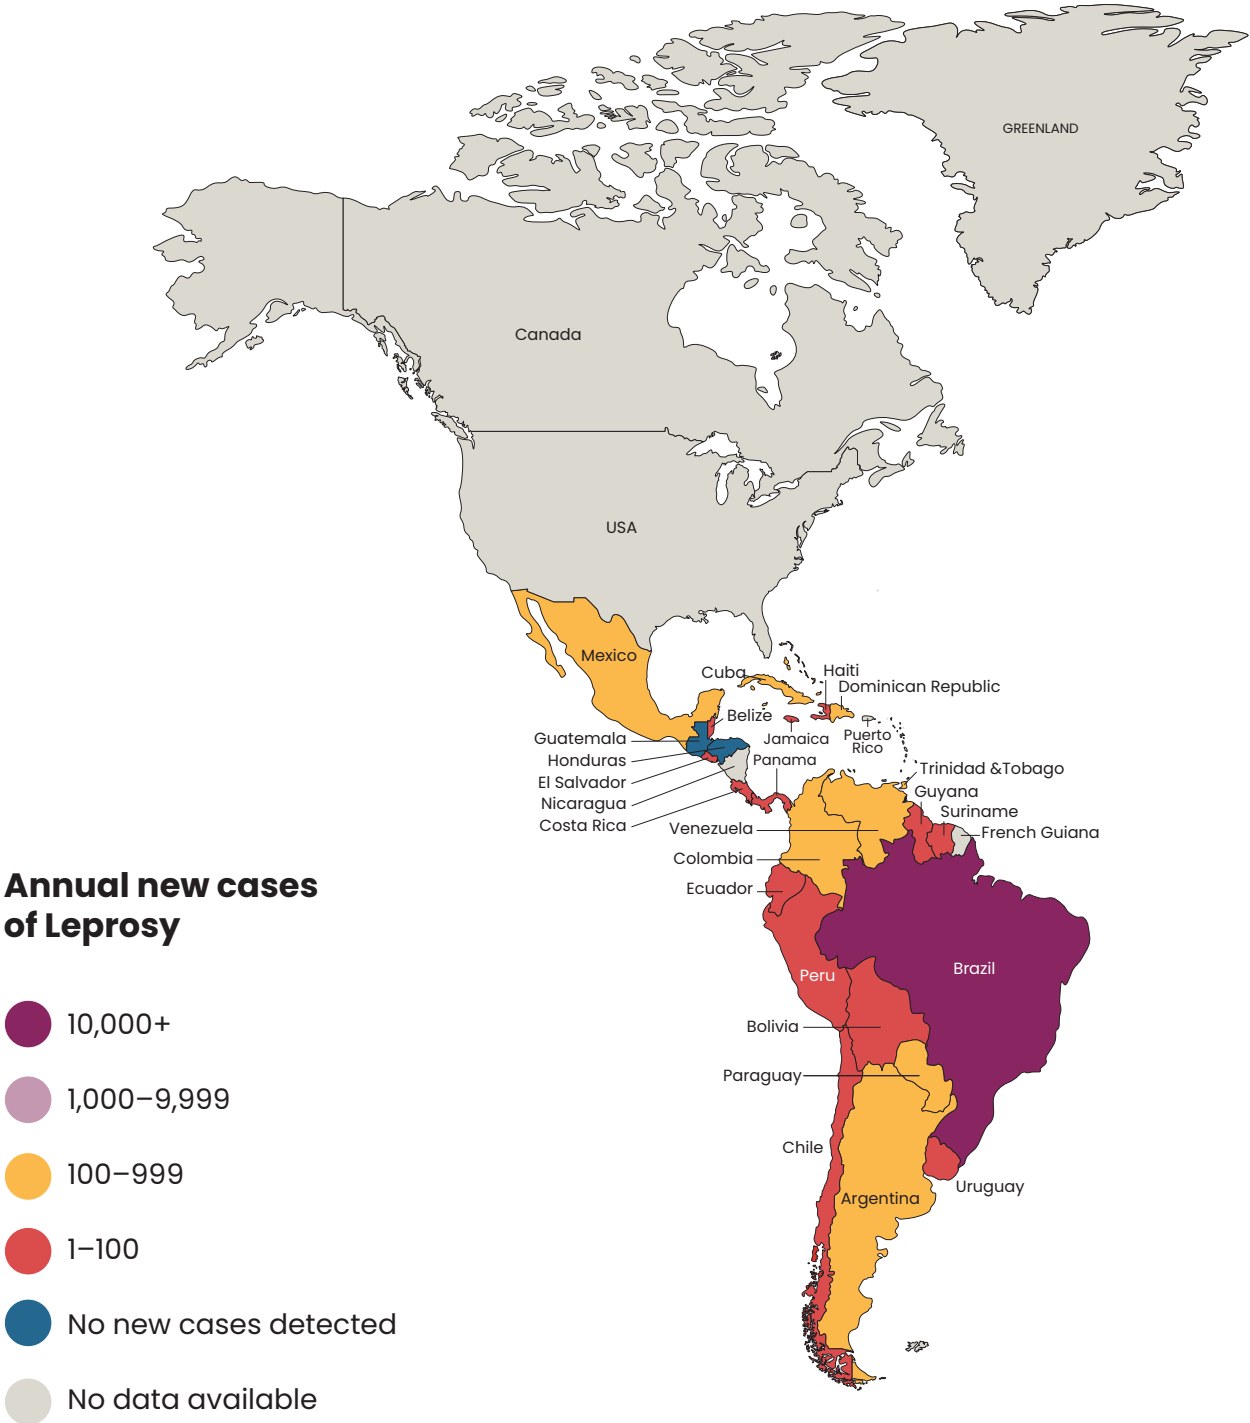 GREENLAND
Canada
USA
Mexico
Cuba
Haiti
Dominican Republic
Belize
Guatemala
Jamaica
Puerto
Rico
Honduras
Panama
El Salvador
Trinidad &Tobago
Nicaragua
Guyana
Costa Rica
Suriname
Venezuela
French Guiana
Colombia
Ecuador
Annual new cases
of Leprosy
Peru
Brazil
10,000+
Bolivia
Paraguay
1,000–9,999
Chile
100–999
Uruguay
Argentina
1–100
No new cases detected
No data available